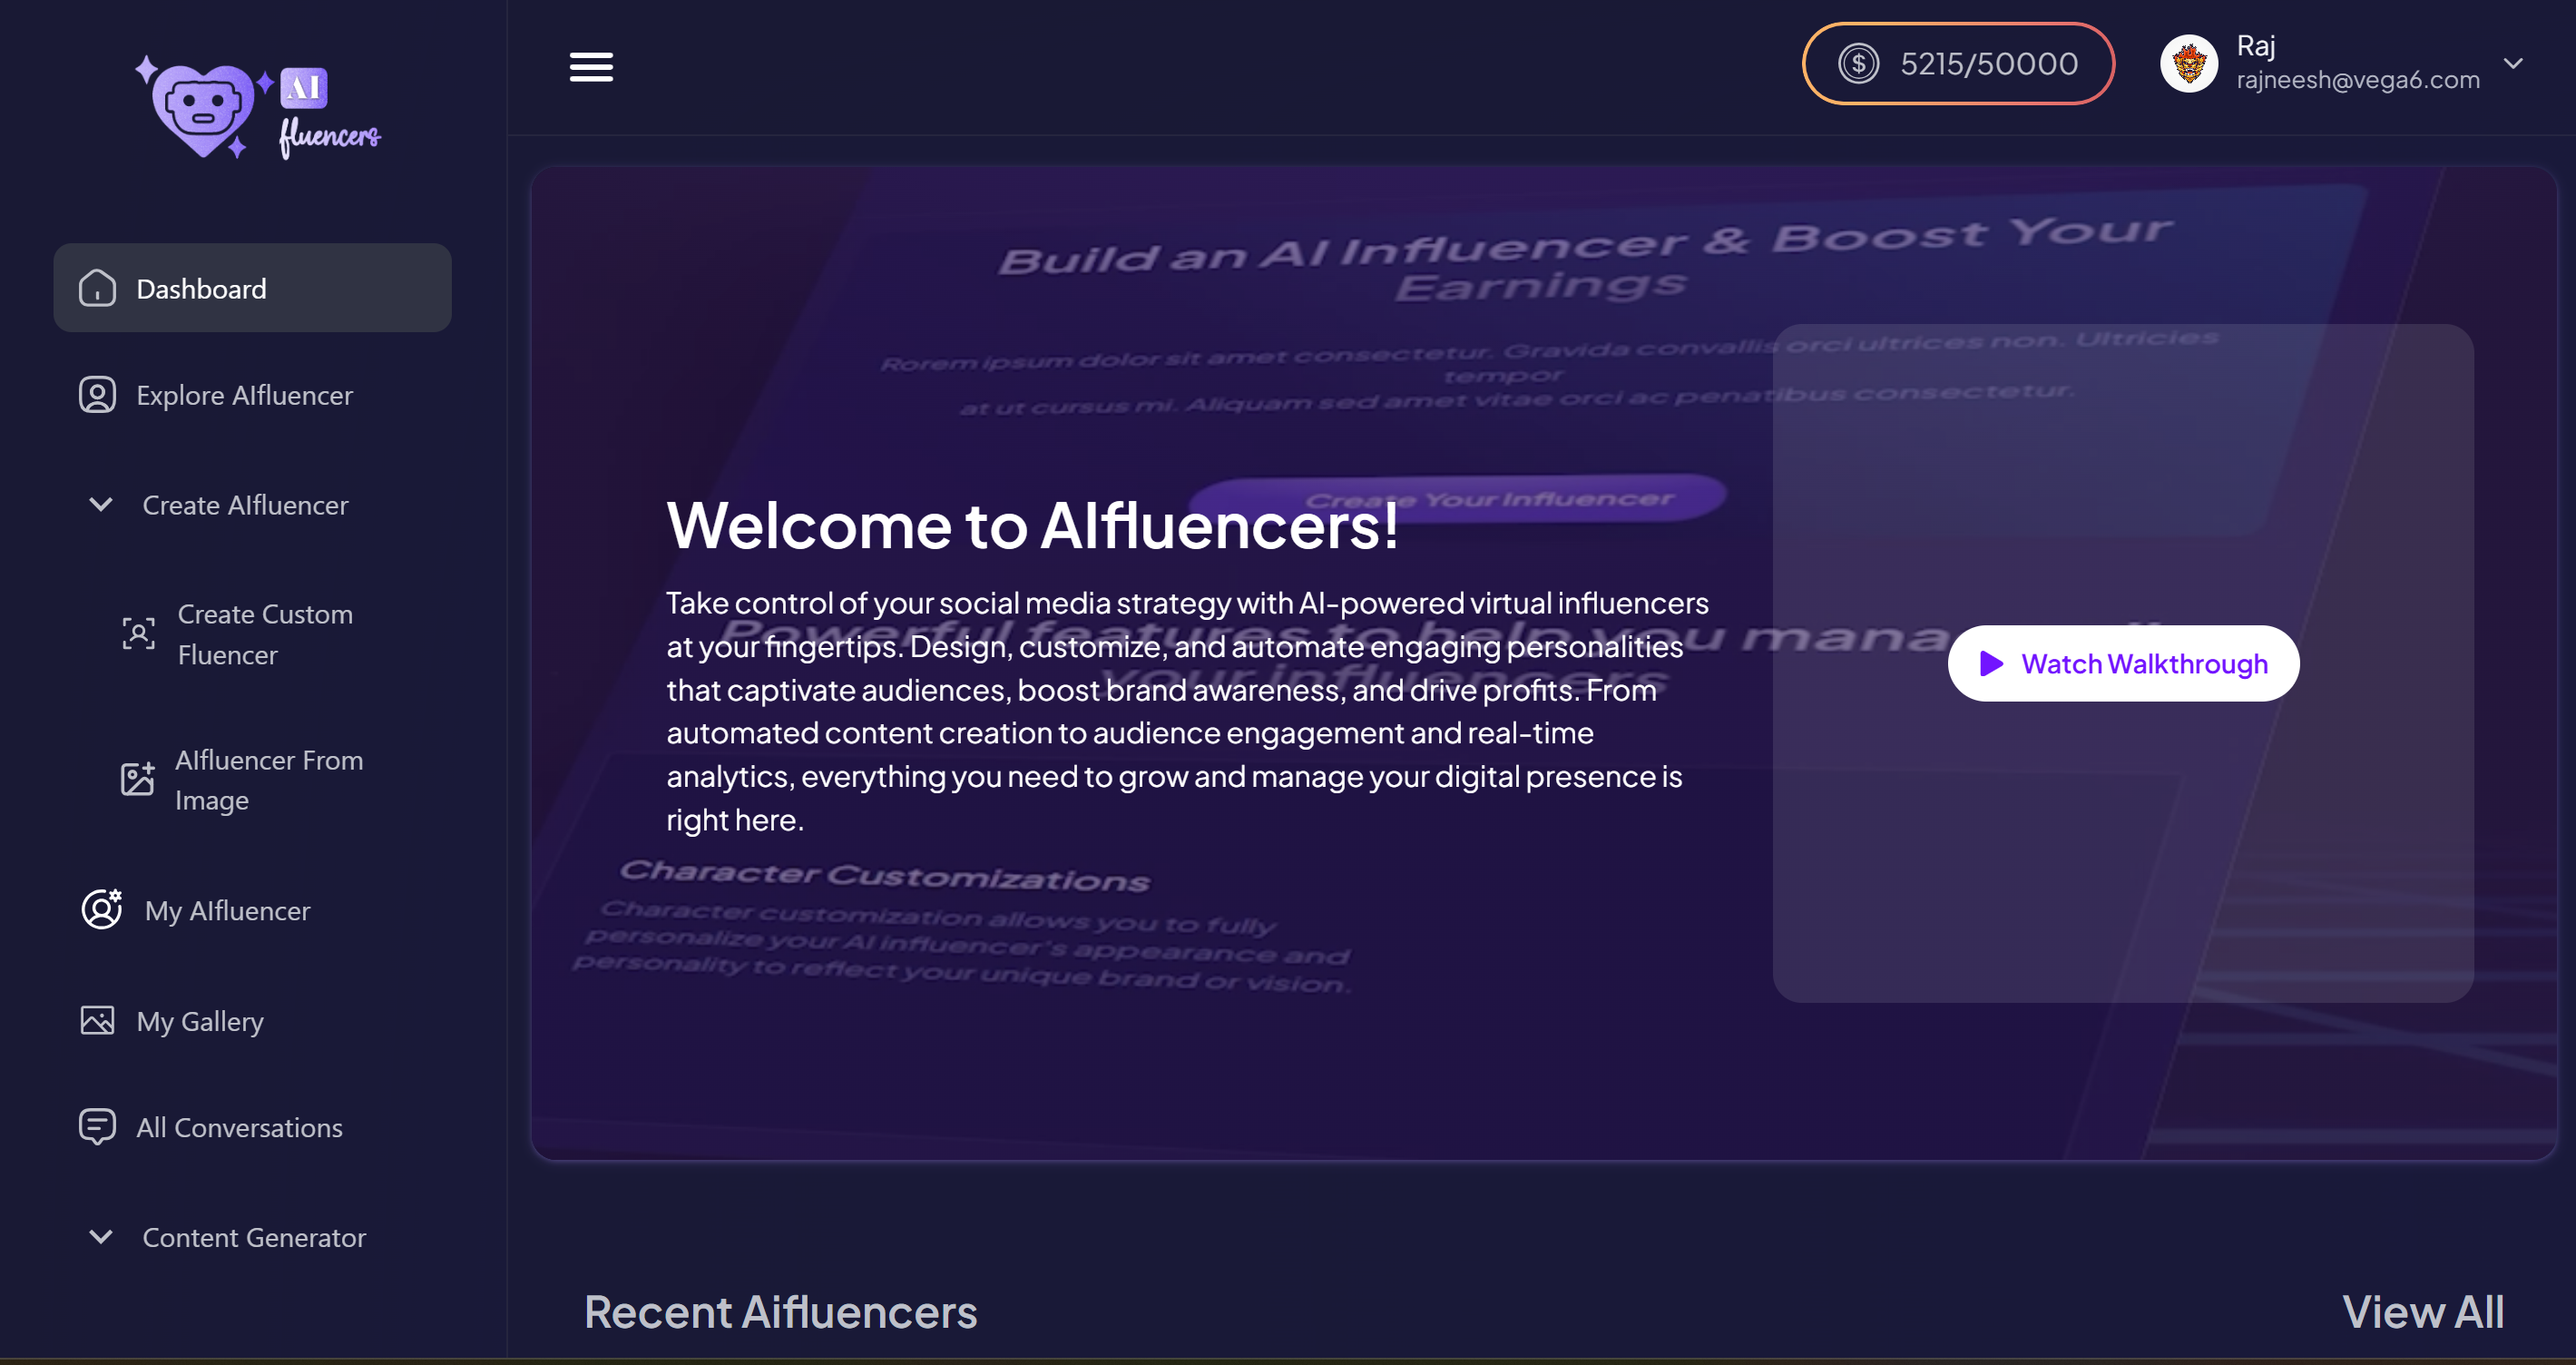 AI
fluencers
5215/50000
Raj
rajneesh@vega6.com
Dashboard
Explore AIfluencer
Create AIfluencer
Create Custom
Fluencer
AIfluencer From
Image
My AIfluencer
My Gallery
All Conversations
Content Generator
Build an AI Influencer & Boost Your
Earnings
Rorem ipsum dolor sit amet consectetur. Gravida convallis orci ultrices non. Ultricies
tempor
at ut cursus mi. Aliquam sed amet vitae orci ac penatibus consectetur.
Create Your Influencer
Welcome to AIfluencers!
Take control of your social media strategy with AI-powered virtual influencers
at your fingertips. Design, customize, and automate engaging personalities
that captivate audiences, boost brand awareness, and drive profits. From
automated content creation to audience engagement and real-time
analytics, everything you need to grow and manage your digital presence is
right here.
Powerful features to help you
your influencers
Watch Walkthrough
Character Customizations
Character customization allows you to fully
personalize your AI influencer's appearance and
personality to reflect your unique brand or vision.
Recent Aifluencers
View All